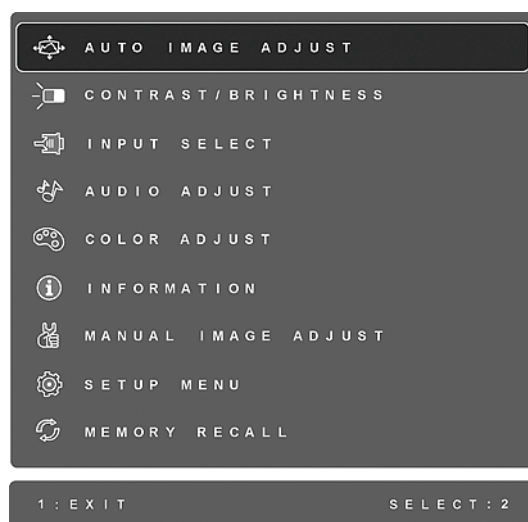 AUTO IMAGE ADJUST
CONTRAST/BRIGHTNESS
INPUT SELECT
AUDIO ADJUST
COLOR ADJUST
INFORMATION
MANUAL IMAGE ADJUST
SETUP MENU
MEMORY RECALL
1:EXIT SELECT:2